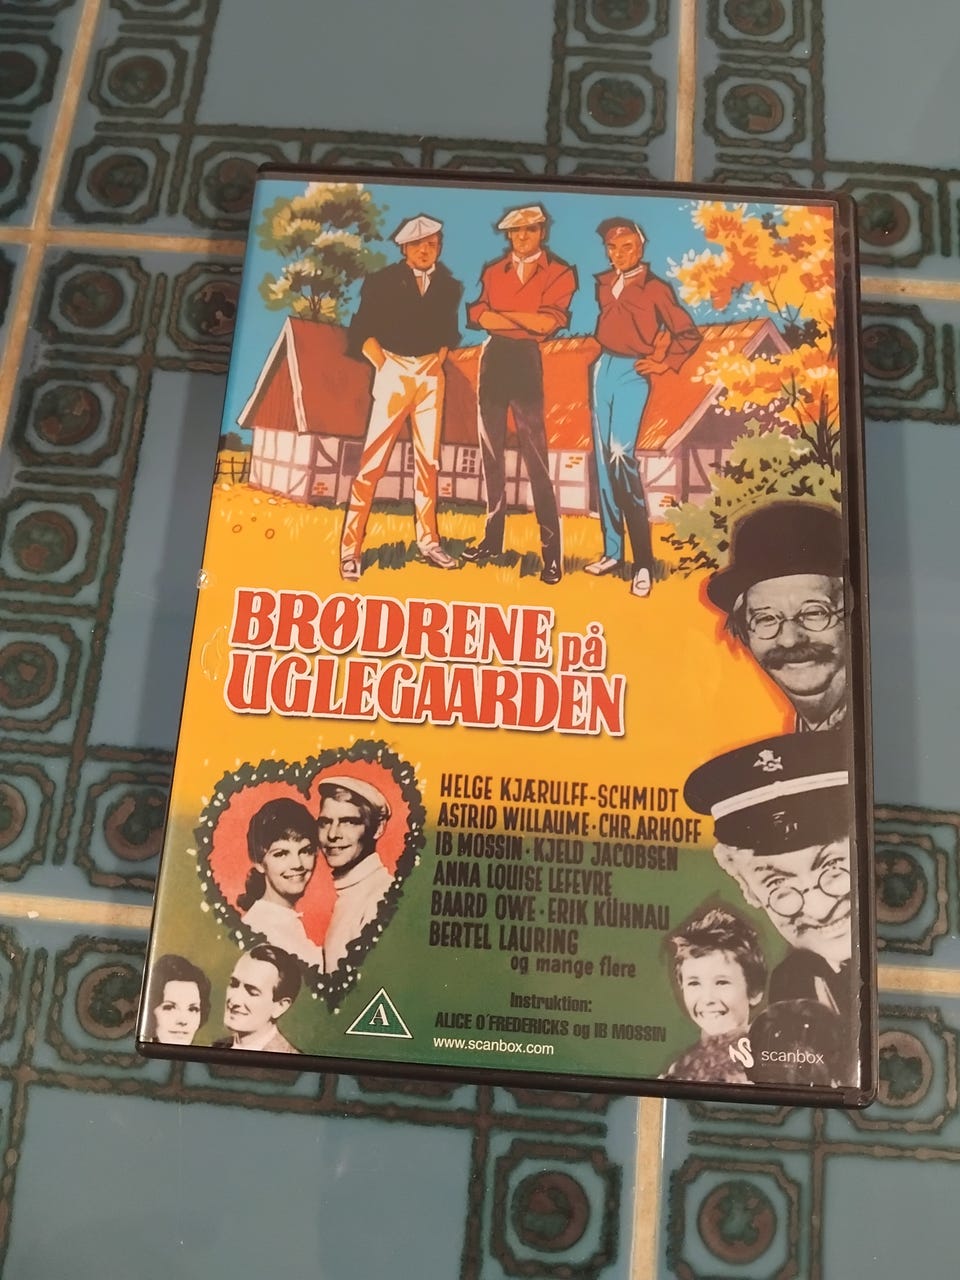 BRØDRENE på
UGLEGAARDEN
HELGE KJÆRULFF-SCHMIDT
ASTRID WILLAUME · CHR. ARHOFF
IB MOSSIN · KJELD JACOBSEN
ANNA LOUISE LEFEVRE
BAARD OWE · ERIK KÜHNAU
BERTEL LAURING
og mange flere
Instruktion:
ALICE O´FREDERICKS og IB MOSSIN
A
www.scanbox.com
scanbox